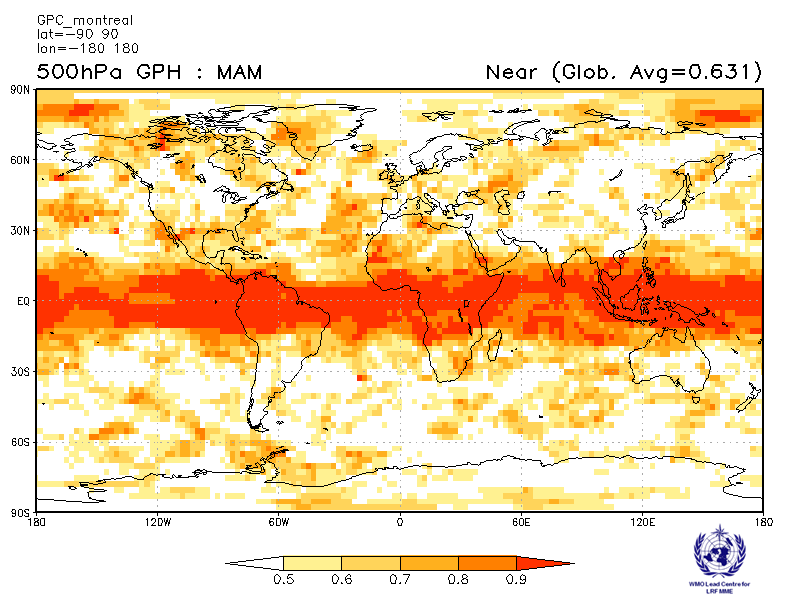 GPC_montreal
lat=-90 90
lon=-180 180
500hPa GPH : MAM
Near (Glob. Avg=0.631)
90N
60N
30N
EQ
30S
60S
90S
180 120W 60W 0 60E 120E 180
0.5 0.6 0.7 0.8 0.9
WMO Lead Centre for
LRF MME